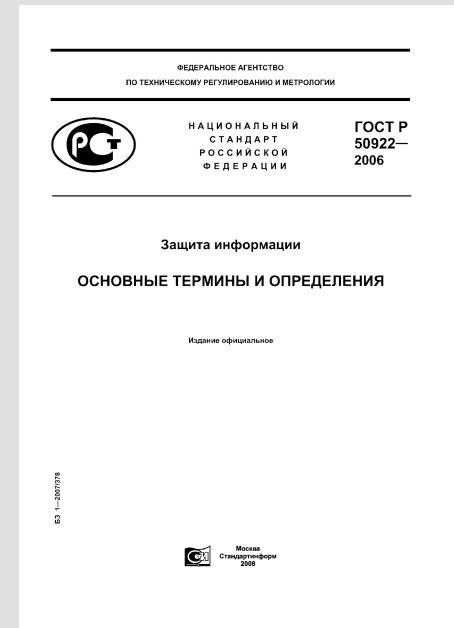 ФЕДЕРАЛЬНОЕ АГЕНТСТВО
ПО ТЕХНИЧЕСКОМУ РЕГУЛИРОВАНИЮ И МЕТРОЛОГИИ
РСТ
НАЦИОНАЛЬНЫЙ
СТАНДАРТ
РОССИЙСКОЙ
ФЕДЕРАЦИИ
ГОСТ Р
50922—
2006
Защита информации
ОСНОВНЫЕ ТЕРМИНЫ И ОПРЕДЕЛЕНИЯ
Издание официальное
БЗ 1—2007/378
Москва
Стандартинформ
2008